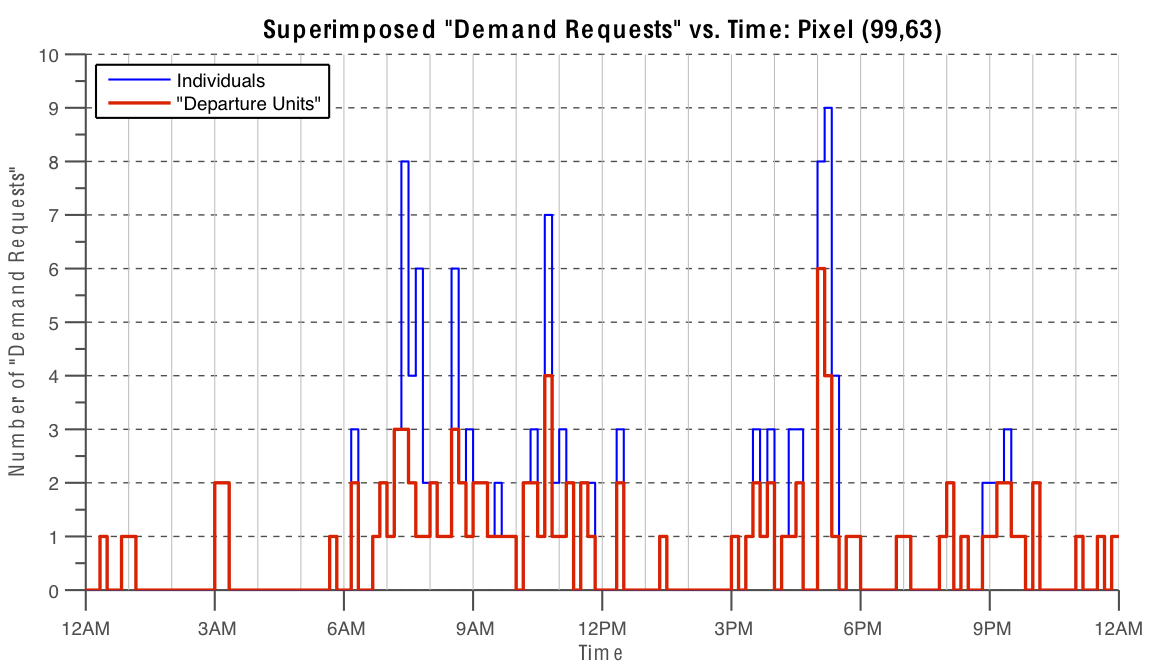 Superimposed "Demand Requests" vs. Time: Pixel (99,63)
Individuals
"Departure Units"
Number of "Demand Requests"
10
9
8
7
6
5
4
3
2
1
0
12AM 3AM 6AM 9AM 12PM 3PM 6PM 9PM 12AM
Time